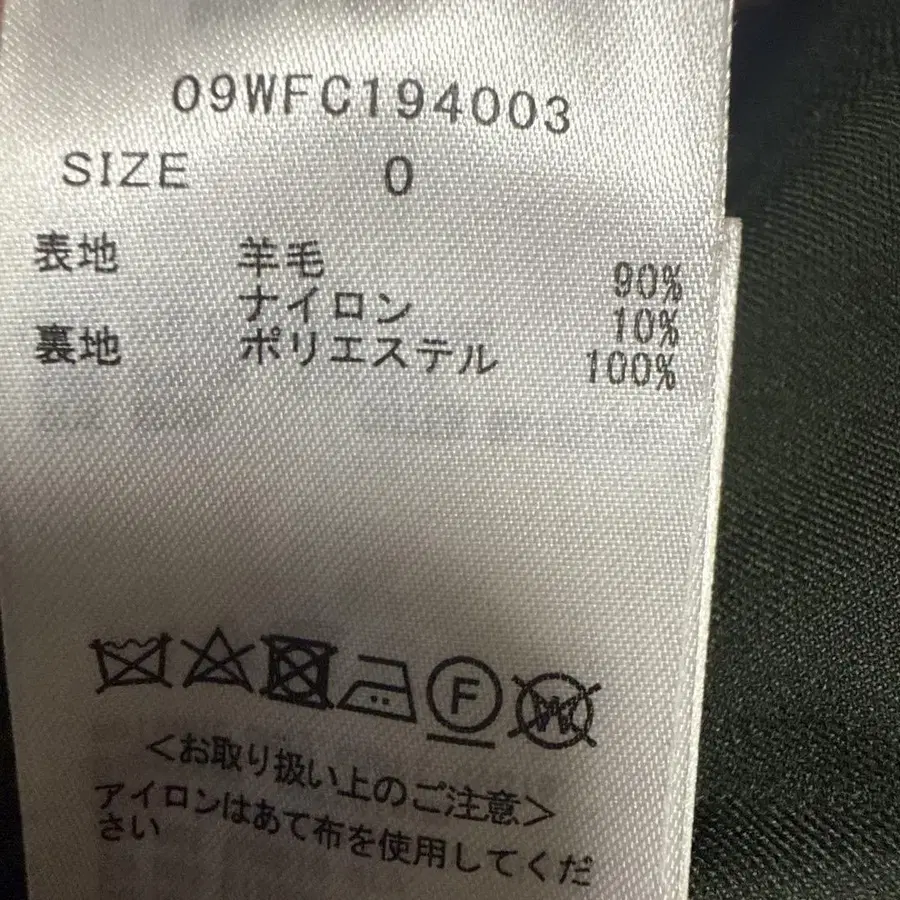 09WFC194003
SIZE 0
表地 羊毛 90%
ナイロン 10%
裏地 ポリエステル 100%
F W
<お取り扱い上のご注意>
アイロンはあて布を使用してくだ
さい